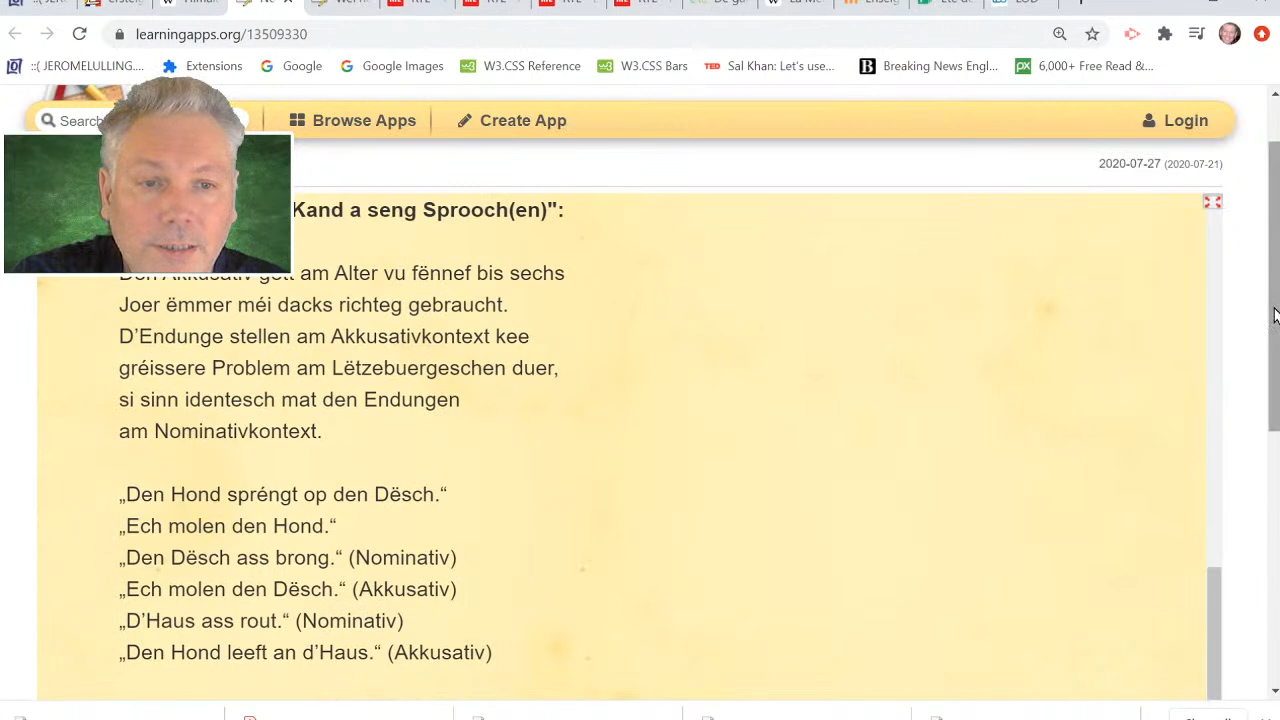 learningapps.org/13509330
::( JEROMELULLING.... Extensions Google Google Images W3.CSS Reference W3.CSS Bars TED Sal Khan: Let's use... B Breaking News Engl... px 6,000+ Free Read &...
Search Browse Apps Create App Login
2020-07-27 (2020-07-21)
Kand a seng Sprooch(en)":
Den Akkusativ gëtt am Alter vu fënnef bis sechs
Joer ëmmer méi dacks richteg gebraucht.
D’Endunge stellen am Akkusativkontext kee
gréissere Problem am Lëtzebuergeschen duer,
si sinn identesch mat den Endungen
am Nominativkontext.
„Den Hond spréngt op den Dësch.“
„Ech molen den Hond.“
„Den Dësch ass brong.“ (Nominativ)
„Ech molen den Dësch.“ (Akkusativ)
„D’Haus ass rout.“ (Nominativ)
„Den Hond leeft an d’Haus.“ (Akkusativ)